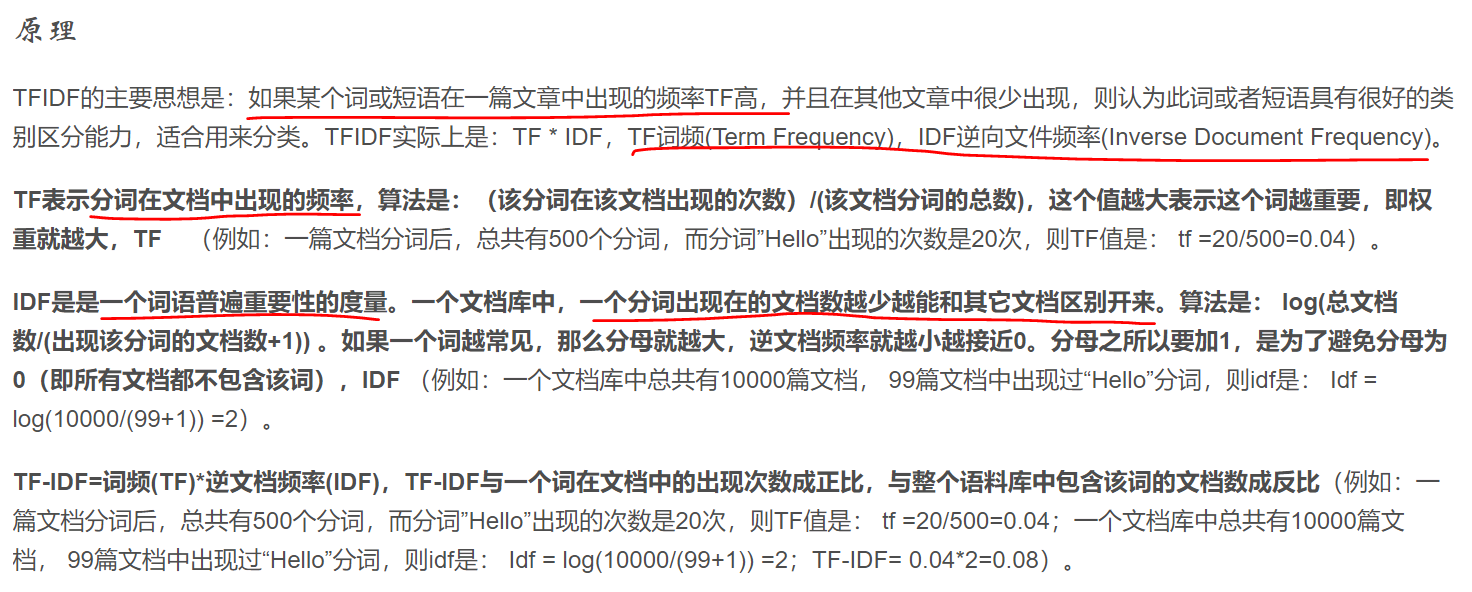 原理
TFIDF的主要思想是：如果某个词或短语在一篇文章中出现的频率TF高，并且在其他文章中很少出现，则认为此词或者短语具有很好的类
别区分能力，适合用来分类。TFIDF实际上是：TF * IDF，TF词频(Term Frequency)，IDF逆向文件频率(Inverse Document Frequency)。
TF表示分词在文档中出现的频率，算法是：（该分词在该文档出现的次数）/(该文档分词的总数)，这个值越大表示这个词越重要，即权
重就越大，TF （例如：一篇文档分词后，总共有500个分词，而分词”Hello”出现的次数是20次，则TF值是： tf =20/500=0.04）。
IDF是是一个词语普遍重要性的度量。一个文档库中，一个分词出现在的文档数越少越能和其它文档区别开来。算法是： log(总文档
数/(出现该分词的文档数+1)) 。如果一个词越常见，那么分母就越大，逆文档频率就越小越接近0。分母之所以要加1，是为了避免分母为
0（即所有文档都不包含该词），IDF （例如：一个文档库中总共有10000篇文档， 99篇文档中出现过“Hello”分词，则idf是： Idf =
log(10000/(99+1)) =2）。
TF-IDF=词频(TF)*逆文档频率(IDF)，TF-IDF与一个词在文档中的出现次数成正比，与整个语料库中包含该词的文档数成反比（例如：一
篇文档分词后，总共有500个分词，而分词”Hello”出现的次数是20次，则TF值是： tf =20/500=0.04；一个文档库中总共有10000篇文
档， 99篇文档中出现过“Hello”分词，则idf是： Idf = log(10000/(99+1)) =2；TF-IDF= 0.04*2=0.08）。